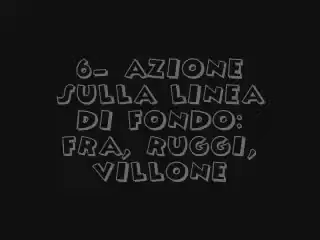 6- AZIONE
SULLA LINEA
DI FONDO:
FRA, RUGGI,
VILLONE